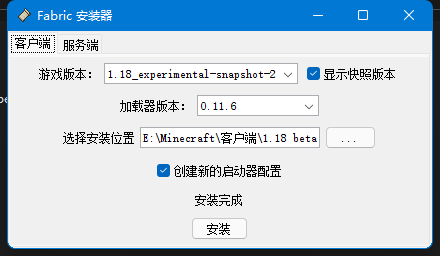 Fabric 安装器
客户端 服务端
游戏版本： 1.18_experimental-snapshot-2 显示快照版本
加载器版本： 0.11.6
选择安装位置 E:\Minecraft\客户端\1.18 beta ...
创建新的启动器配置
安装完成
安装